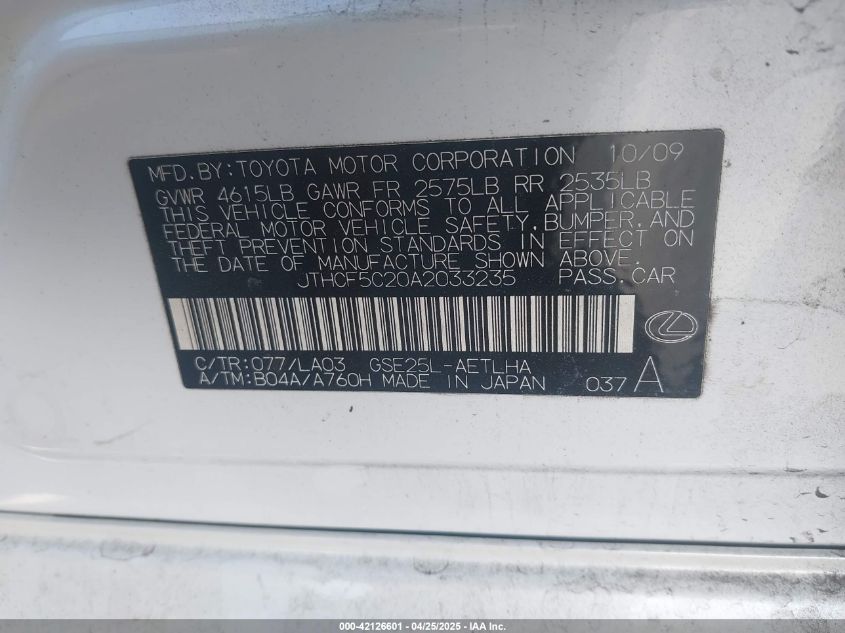 MFD.BY:TOYOTA MOTOR CORPORATION 10/09
GVWR 4615LB GAWR FR 2575LB RR 2535LB
THIS VEHICLE CONFORMS TO ALL APPLICABLE
FEDERAL MOTOR VEHICLE SAFETY,BUMPER,AND
THEFT PREVENTION STANDARDS IN EFFECT ON
THE DATE OF MANUFACTURE SHOWN ABOVE.
JTHCF5C20A2033235 PASS.CAR
C/TR:077/LA03 GSE25L-AETLHA
A/TM:B04A/A760H MADE IN JAPAN 037 A
000-42126601 - 04/25/2025 - IAA Inc.